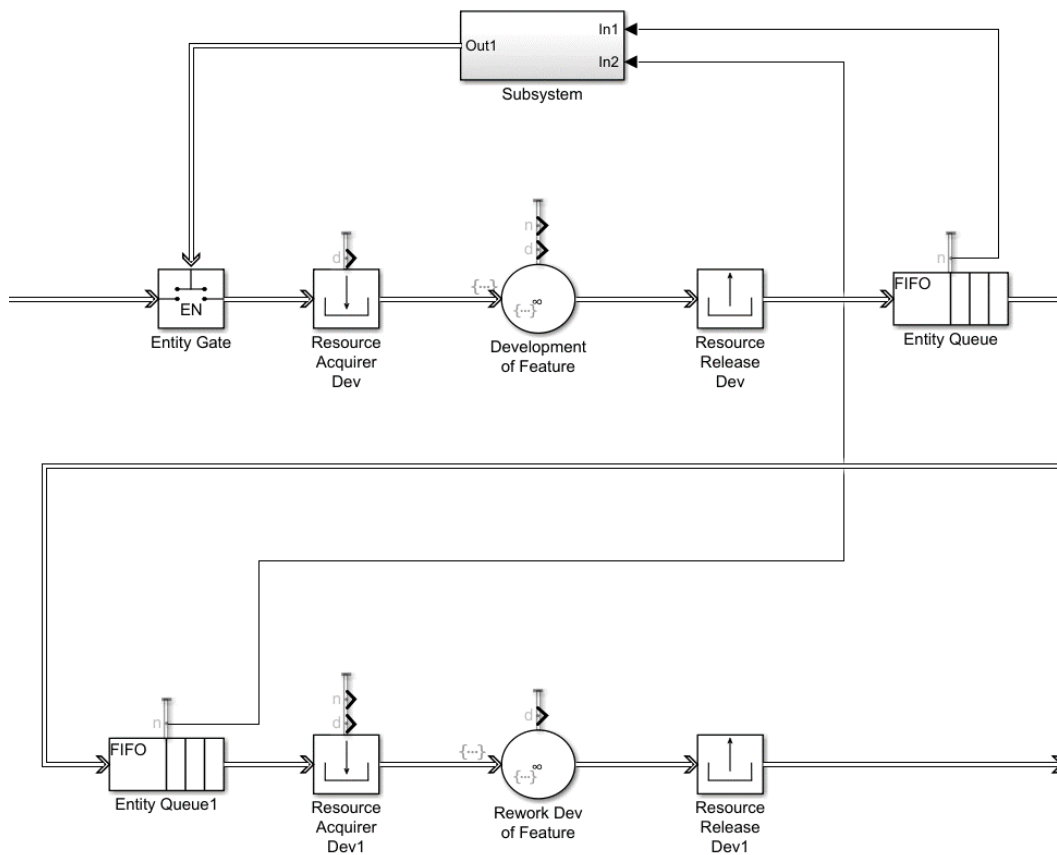 In1
Out1
In2
Subsystem
n
d
d
n
{...}
∞
{...}
FIFO
EN
Entity Gate
Resource
Acquirer
Dev
Development
of Feature
Resource
Release
Dev
Entity Queue
n
n
d
d
{...}
∞
{...}
FIFO
Entity Queue1
Resource
Acquirer
Dev1
Rework Dev
of Feature
Resource
Release
Dev1